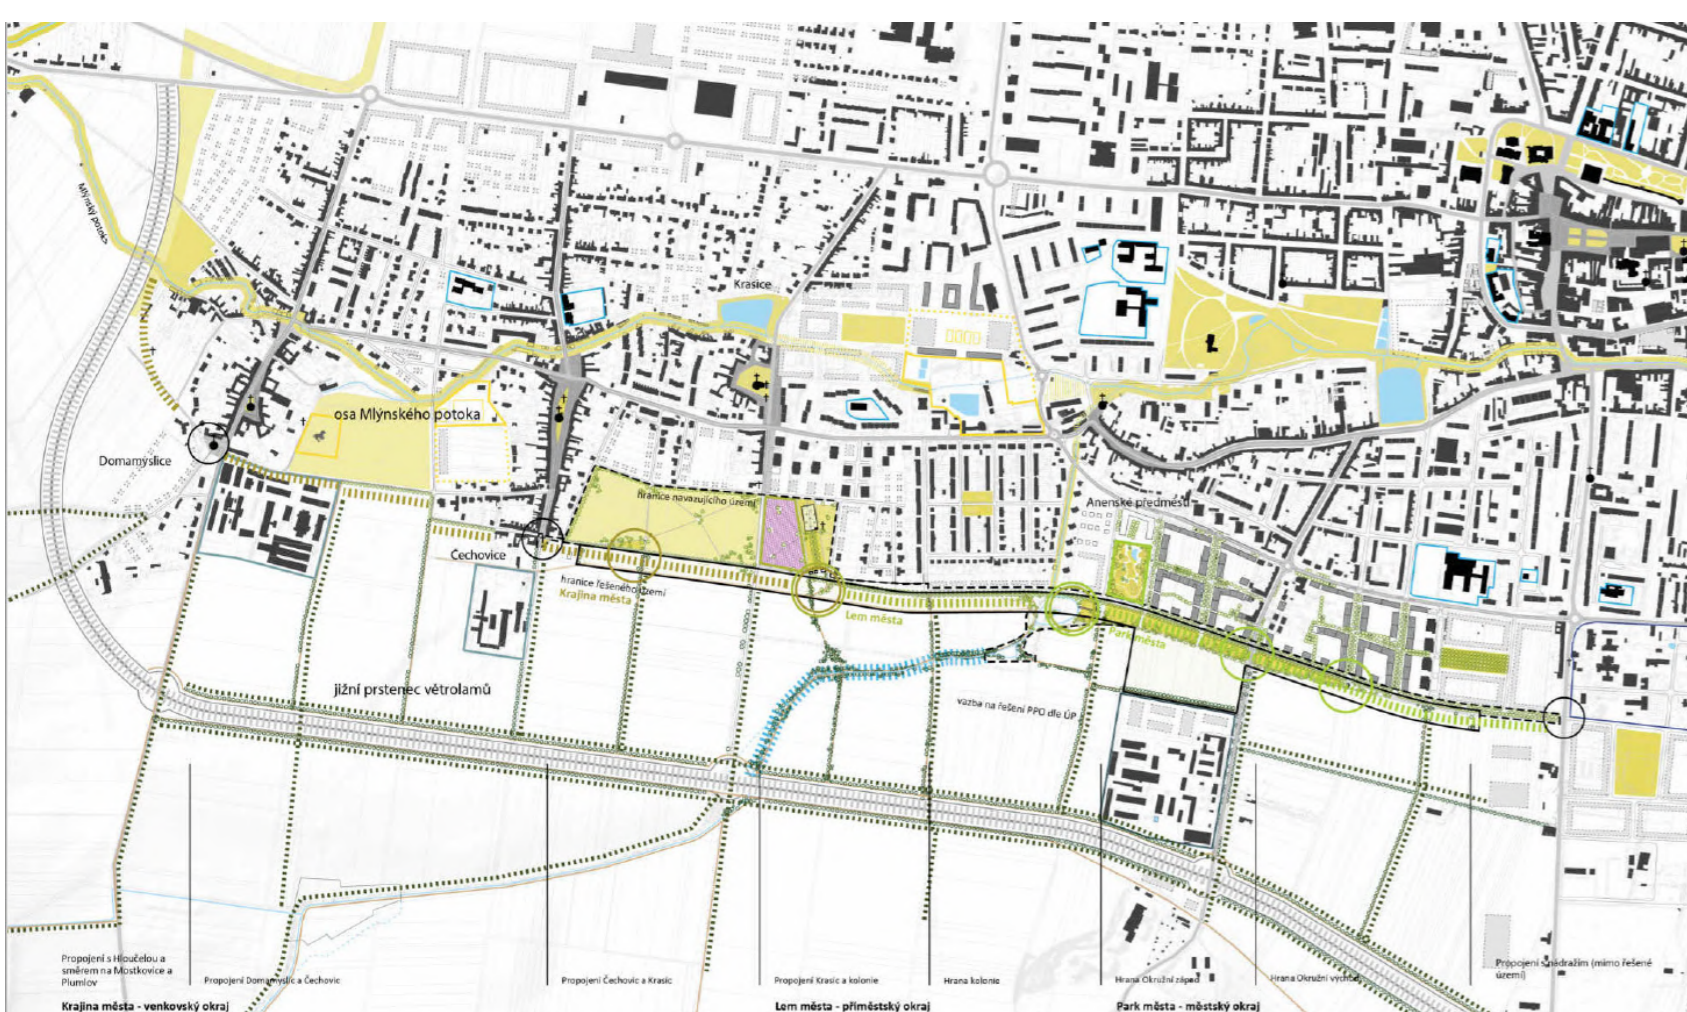 Mlýnský potok
Krasice
osa Mlýnského potoka
Domamyslice
hranice navazujícího území
Anenské předměstí
Čechovice
hranice řešeného území
Krajina města
Lem města
Park města
jižní prstenec větrolamů
vazba na řešení PPO dle ÚP
Propojení s Hloučelou a
směrem na Mostkovice a
Plumlov
Propojení Domamyslic a Čechovic
Propojení Čechovic a Krasic
Propojení Krasic a kolonie
Hrana kolonie
Hrana Okružní západ
Hrana Okružní východ
Propojení s nádražím (mimo řešené
území)
Krajina města - venkovský okraj
Lem města - příměstský okraj
Park města - městský okraj